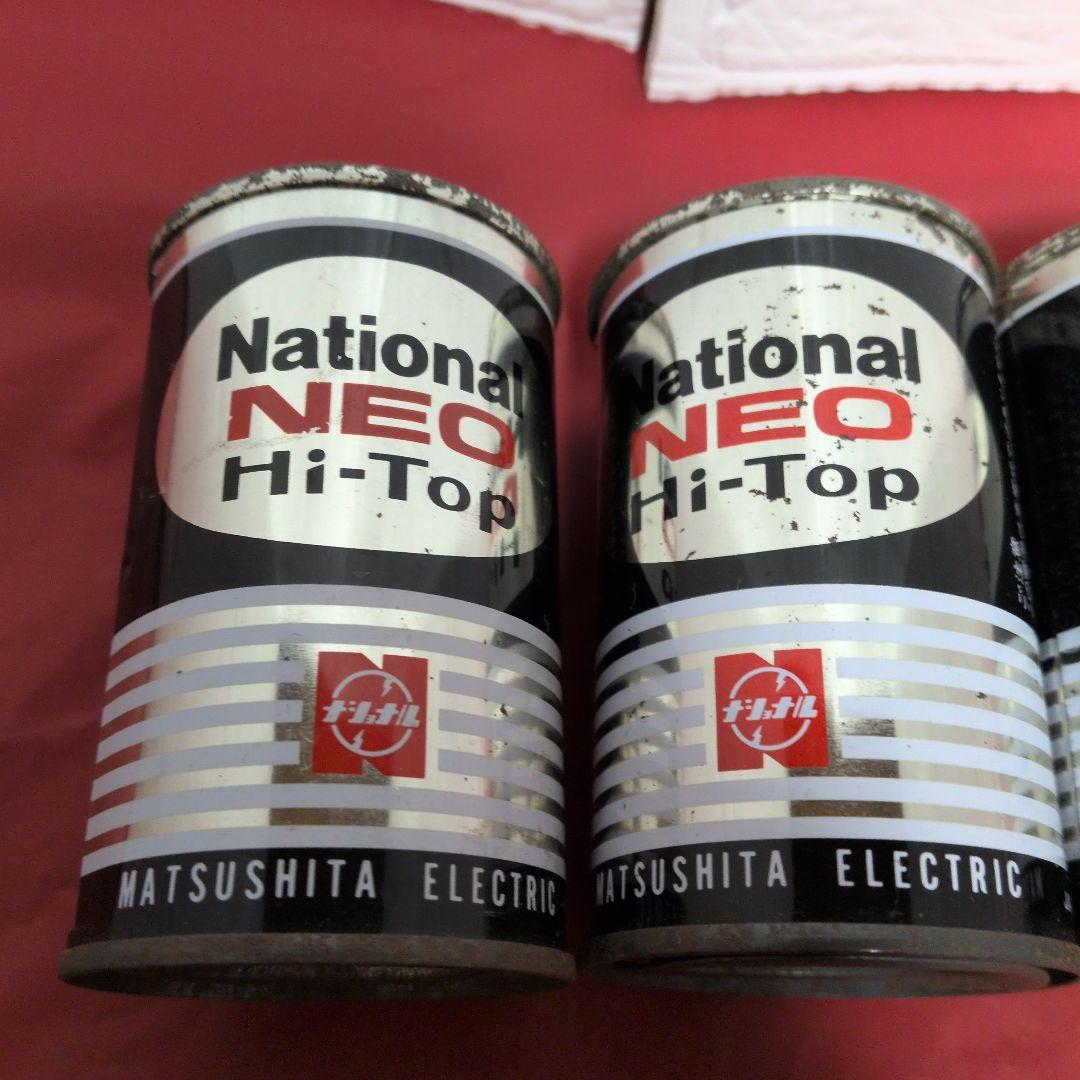 National
NEO
Hi-Top
ナショナル
MATSUSHITA ELECTRIC
National
NEO
Hi-Top
ナショナル
MATSUSHITA ELECTRIC